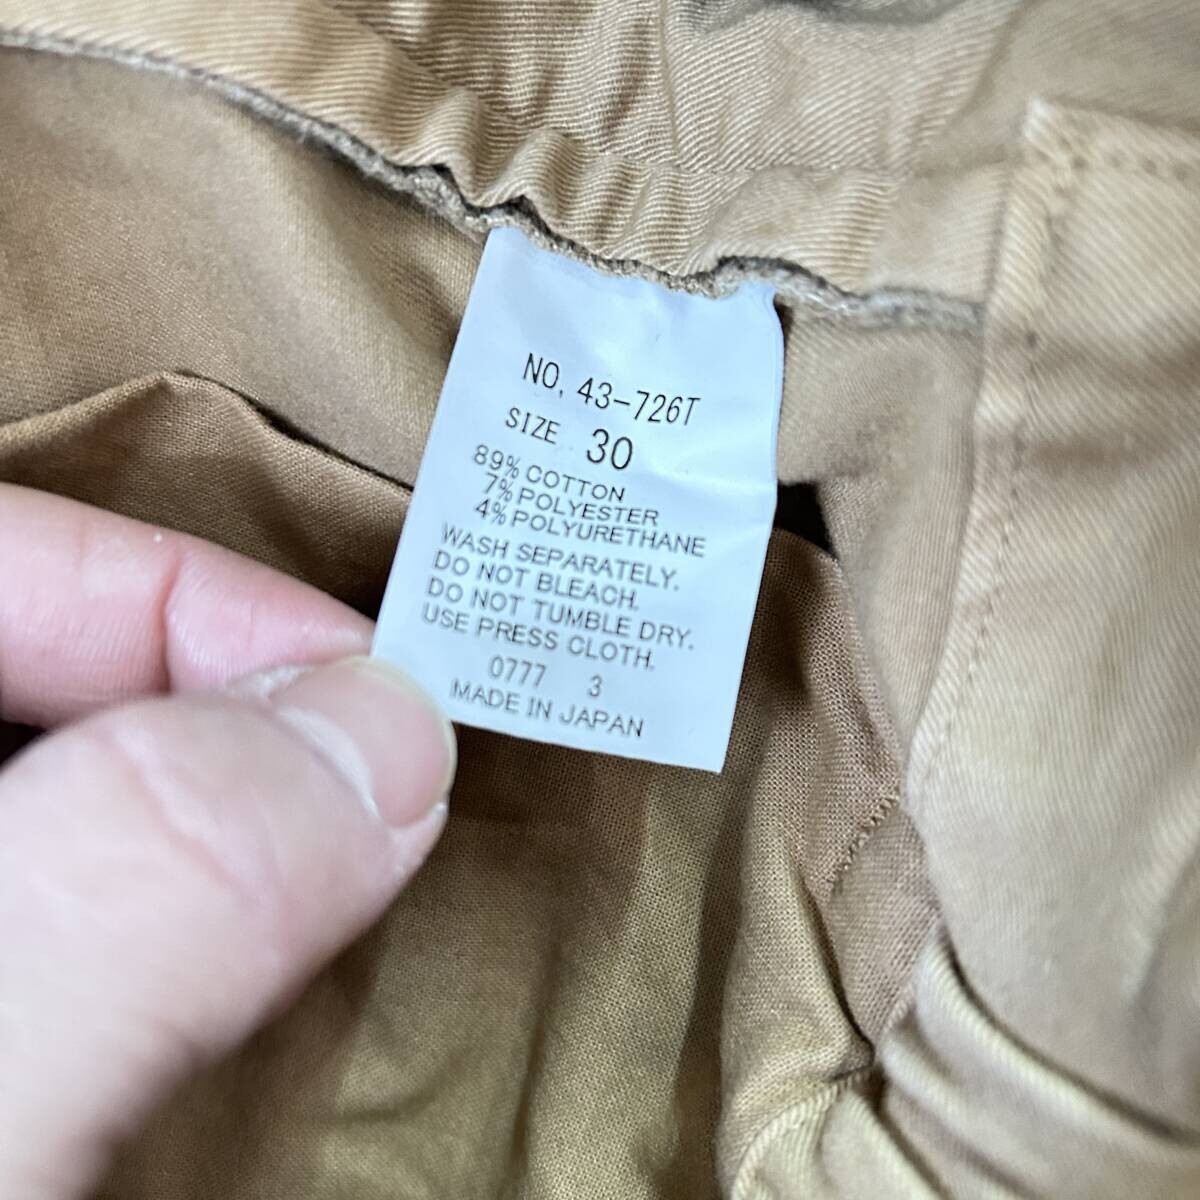 NO. 43-726T
SIZE 30
89% COTTON
7% POLYESTER
4% POLYURETHANE
WASH SEPARATELY.
DO NOT BLEACH.
DO NOT TUMBLE DRY.
USE PRESS CLOTH.
0777 3
MADE IN JAPAN